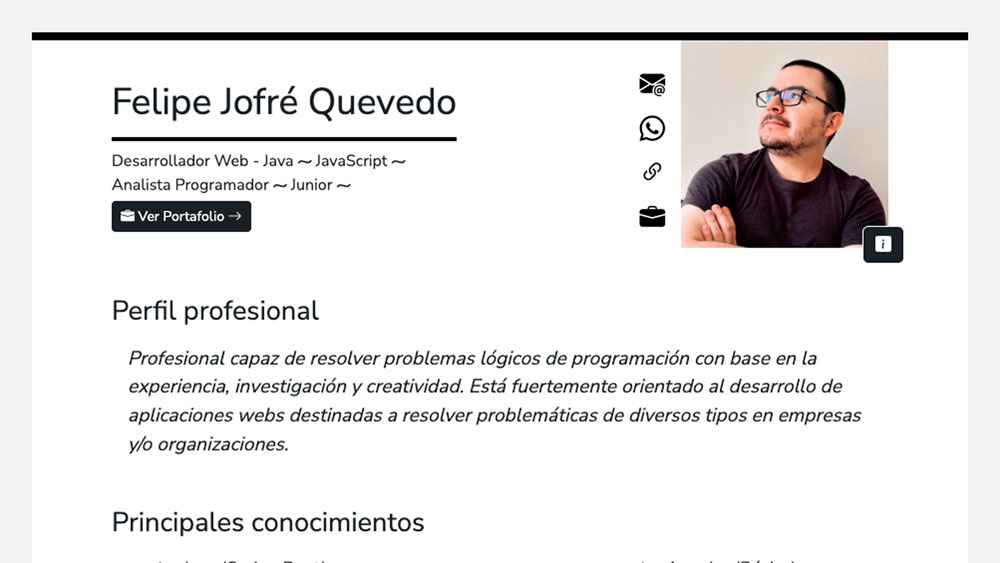 Felipe Jofré Quevedo
Desarrollador Web - Java ~ JavaScript ~
Analista Programador ~ Junior ~
Ver Portafolio →
Perfil profesional
Profesional capaz de resolver problemas lógicos de programación con base en la
experiencia, investigación y creatividad. Está fuertemente orientado al desarrollo de
aplicaciones webs destinadas a resolver problemáticas de diversos tipos en empresas
y/o organizaciones.
Principales conocimientos